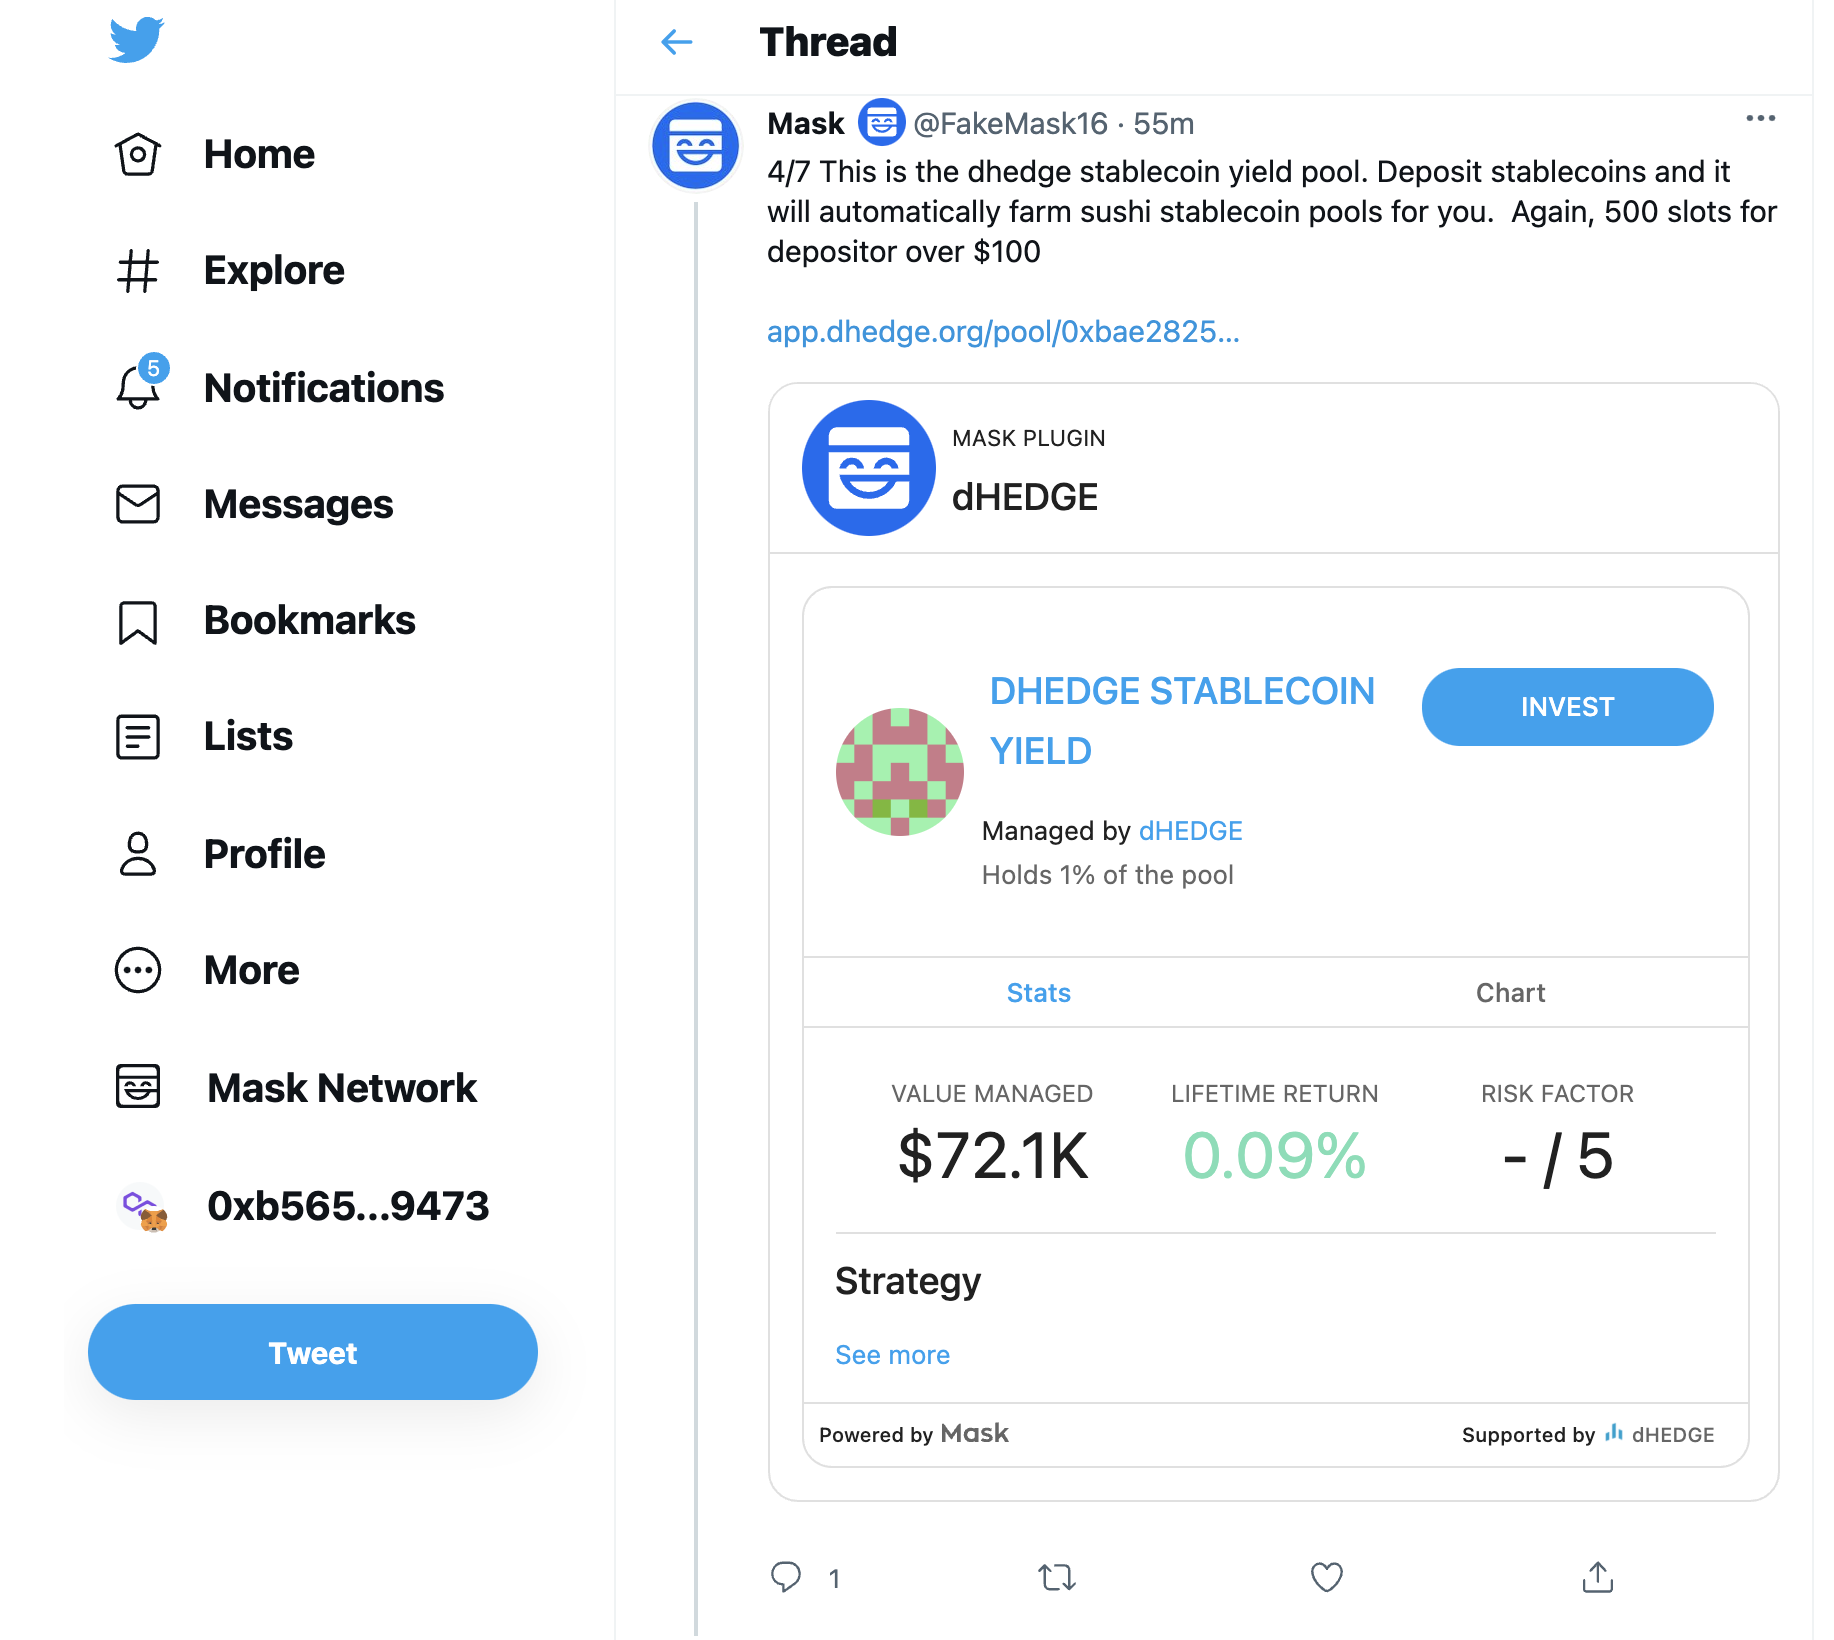 Thread
Home
Explore
5
Notifications
Messages
Bookmarks
Lists
Profile
More
Mask Network
0xb565...9473
Tweet
Mask @FakeMask16 · 55m
4/7 This is the dhedge stablecoin yield pool. Deposit stablecoins and it
will automatically farm sushi stablecoin pools for you.  Again, 500 slots for
depositor over $100
app.dhedge.org/pool/0xbae2825...
MASK PLUGIN
dHEDGE
DHEDGE STABLECOIN
YIELD
INVEST
Managed by dHEDGE
Holds 1% of the pool
Stats Chart
VALUE MANAGED LIFETIME RETURN RISK FACTOR
$72.1K 0.09% - / 5
Strategy
See more
Powered by Mask Supported by dHEDGE
1